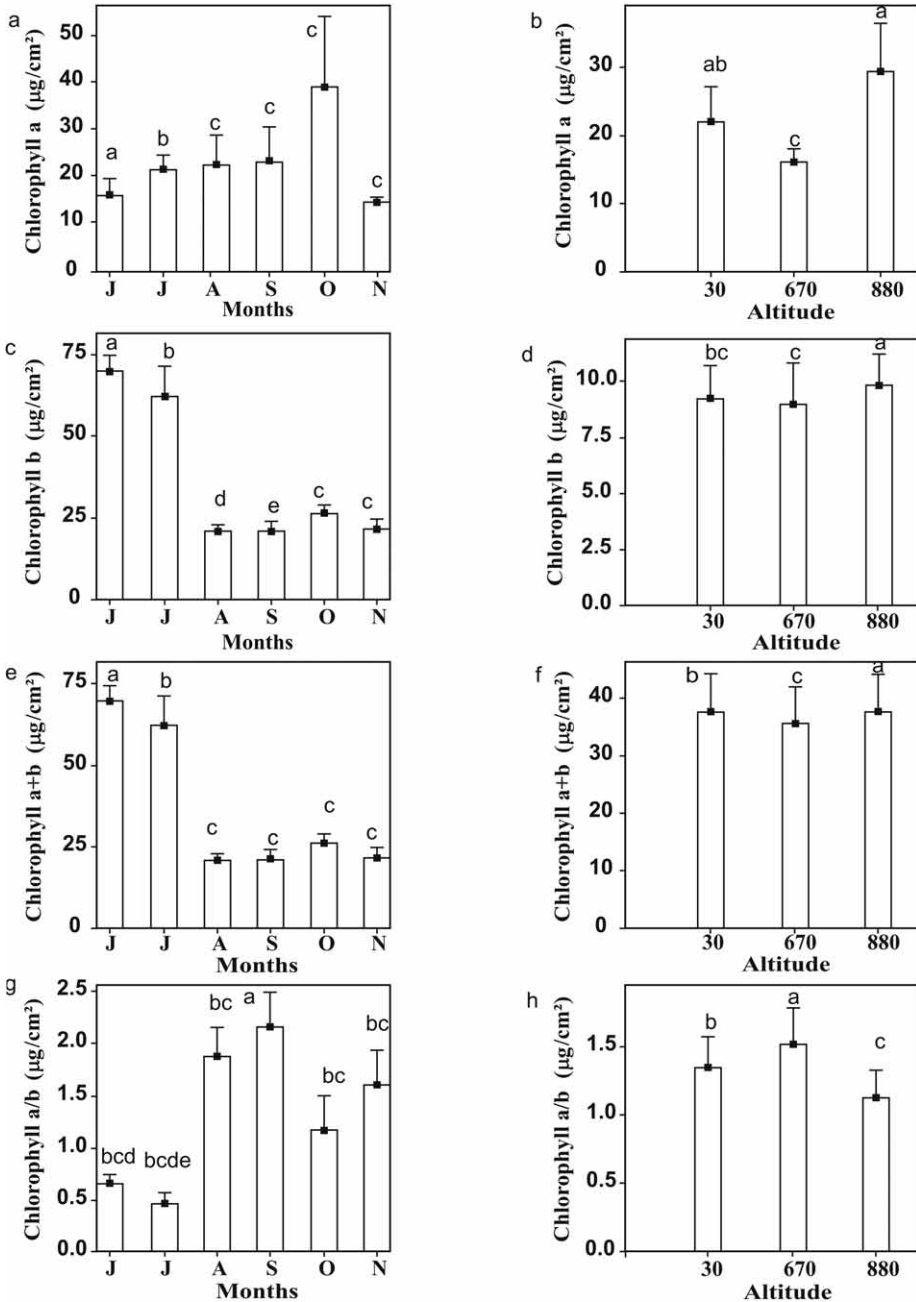 a
Chlorophyll a (µg/cm²)
50
40
30
20
10
0
a
b
c
c
c
c
J J A S O N
Months
b
Chlorophyll a (µg/cm²)
30
20
10
0
ab
c
a
30 670 880
Altitude
c
Chlorophyll b (µg/cm²)
75
50
25
0
a
b
d
e
c
c
J J A S O N
Months
d
Chlorophyll b (µg/cm²)
10.0
7.5
5.0
2.5
0.0
bc
c
a
30 670 880
Altitude
e
Chlorophyll a+b (µg/cm²)
75
50
25
0
a
b
c
c
c
c
J J A S O N
Months
f
Chlorophyll a+b (µg/cm²)
40
30
20
10
0
b
c
a
30 670 880
Altitude
g
Chlorophyll a/b (µg/cm²)
2.5
2.0
1.5
1.0
0.5
0.0
bcd
bcde
bc
a
bc
bc
J J A S O N
Months
h
Chlorophyll a/b (µg/cm²)
1.5
1.0
0.5
0.0
b
a
c
30 670 880
Altitude